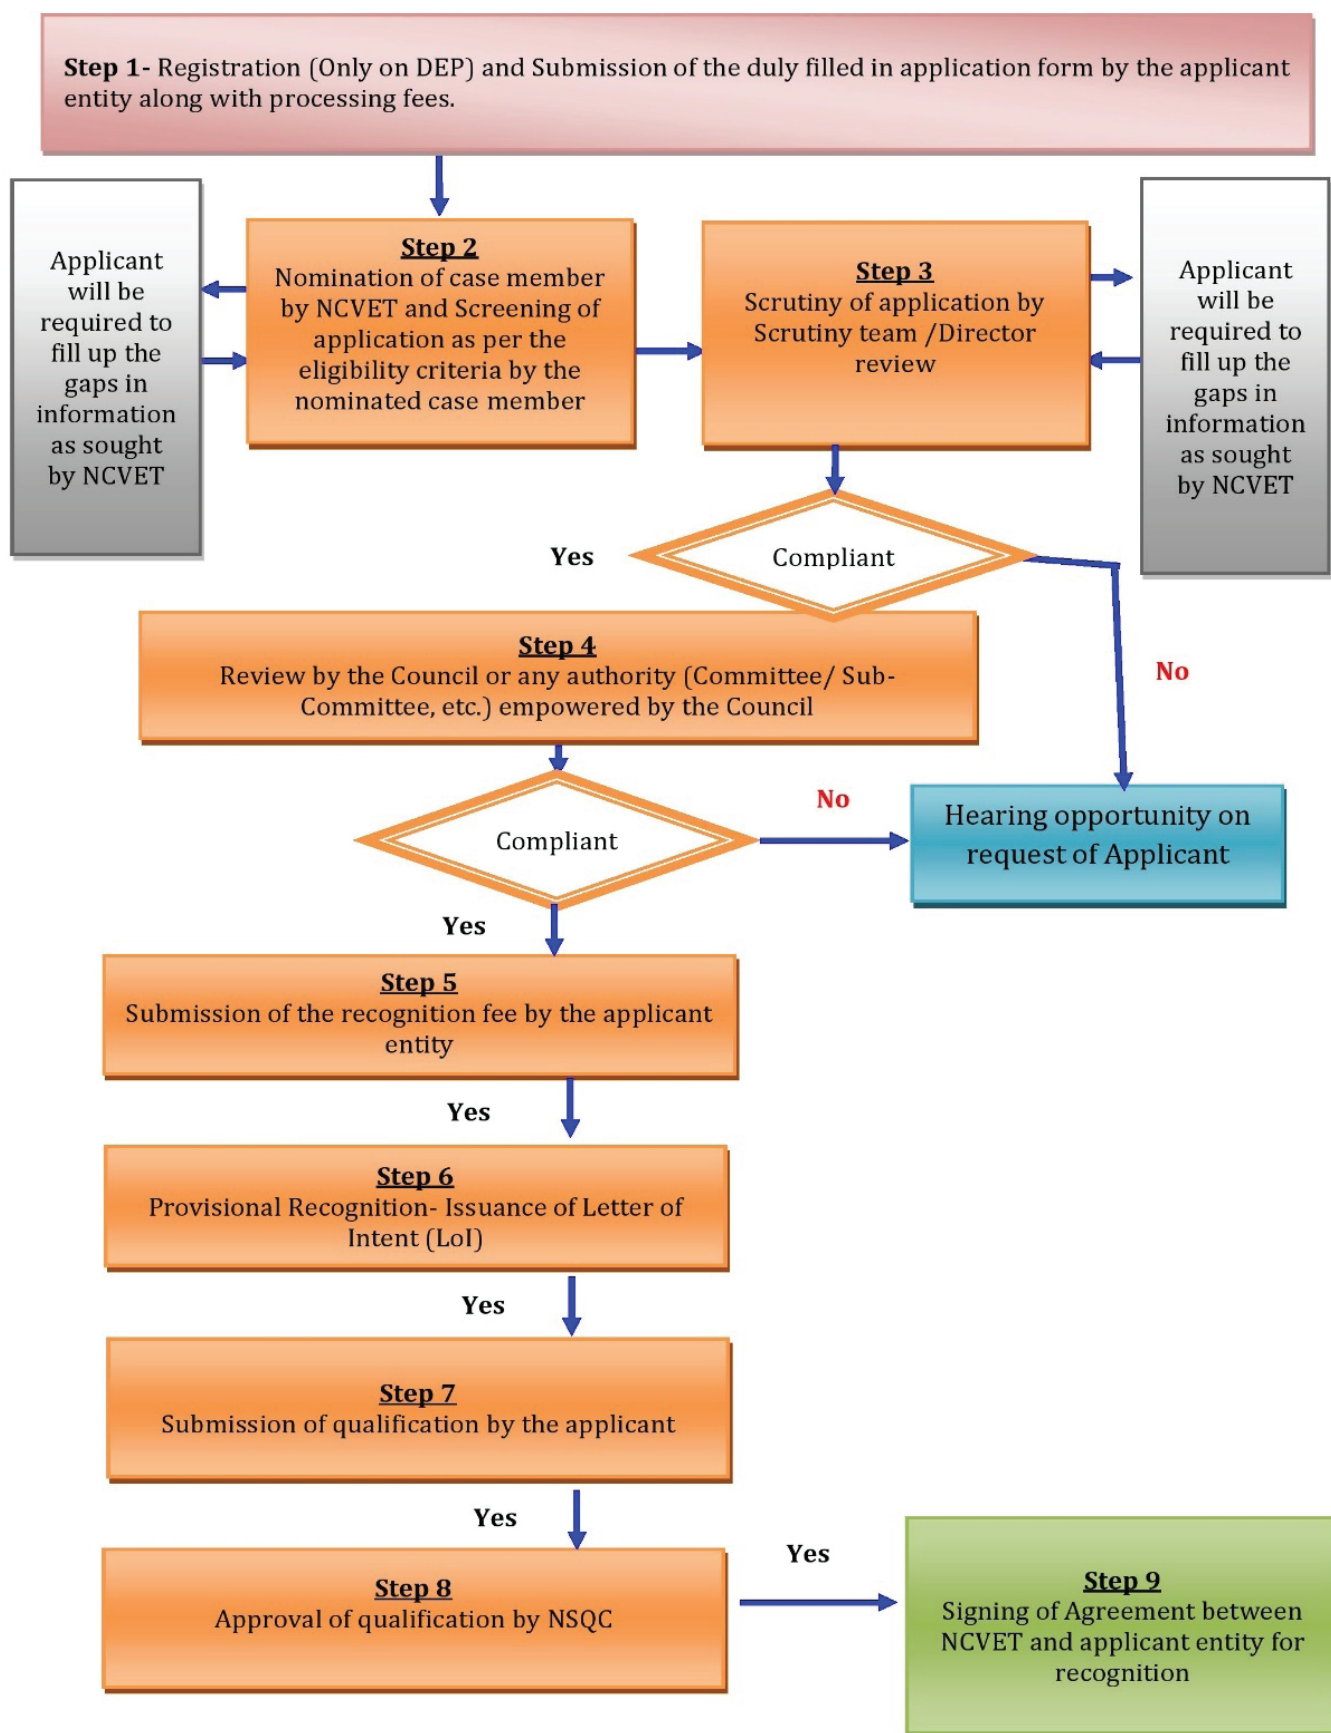 Step 1- Registration (Only on DEP) and Submission of the duly filled in application form by the applicant
entity along with processing fees.
Applicant
will be
required to
fill up the
gaps in
information
as sought
by NCVET
Step 2
Nomination of case member
by NCVET and Screening of
application as per the
eligibility criteria by the
nominated case member
Step 3
Scrutiny of application by
Scrutiny team /Director
review
Applicant
will be
required to
fill up the
gaps in
information
as sought
by NCVET
Yes
Compliant
No
Step 4
Review by the Council or any authority (Committee/ Sub-
Committee, etc.) empowered by the Council
Compliant
No
Hearing opportunity on
request of Applicant
Yes
Step 5
Submission of the recognition fee by the applicant
entity
Yes
Step 6
Provisional Recognition- Issuance of Letter of
Intent (LoI)
Yes
Step 7
Submission of qualification by the applicant
Yes
Step 8
Approval of qualification by NSQC
Yes
Step 9
Signing of Agreement between
NCVET and applicant entity for
recognition